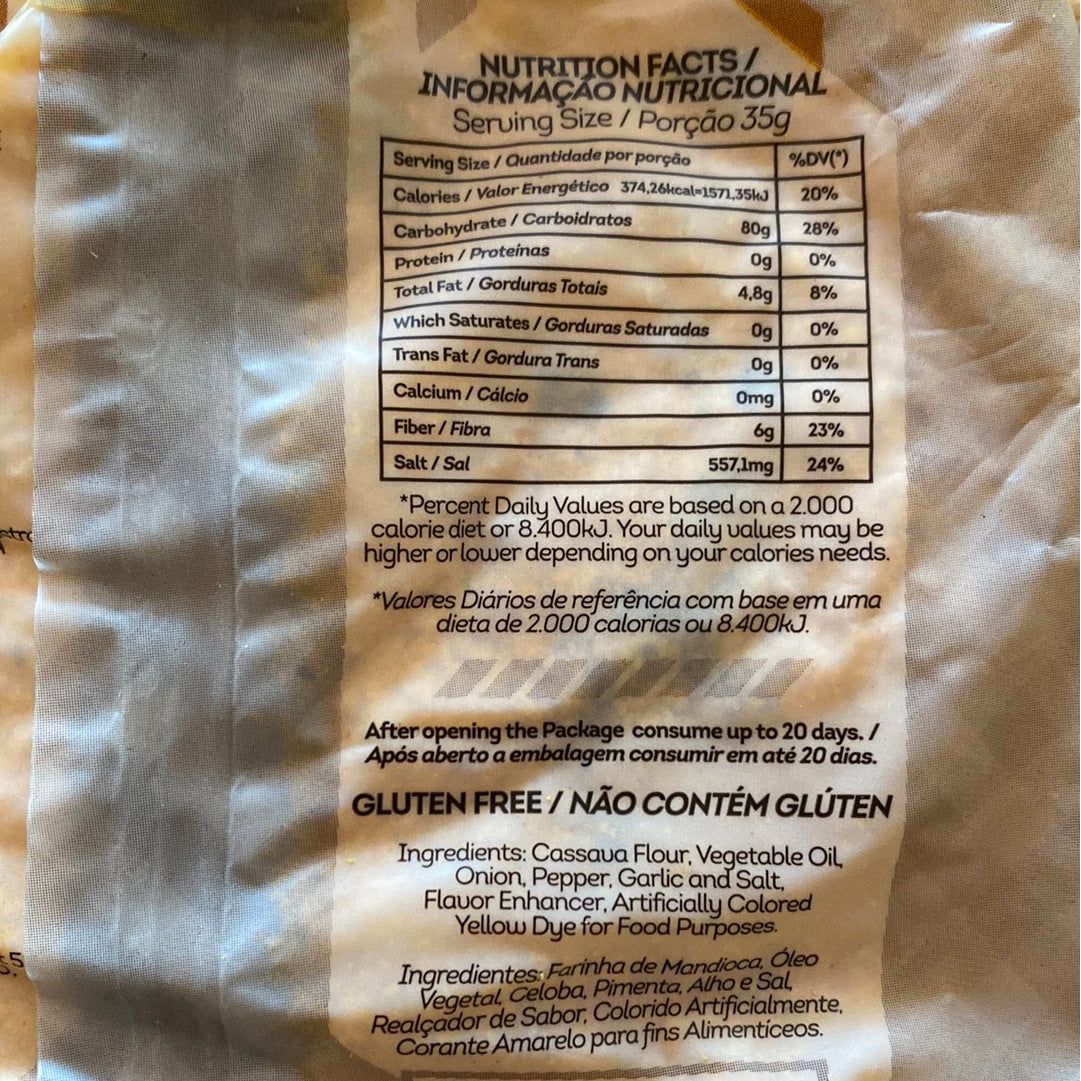 NUTRITION FACTS /
INFORMAÇÃO NUTRICIONAL
Serving Size / Porção 35g
Serving Size / Quantidade por porção %DV(*)
Calories / Valor Energético 374,26kcal=1571,35kJ 20%
Carbohydrate / Carboidratos 80g 28%
Protein / Proteínas 0g 0%
Total Fat / Gorduras Totais 4,8g 8%
Which Saturates / Gorduras Saturadas 0g 0%
Trans Fat / Gordura Trans 0g 0%
Calcium / Cálcio 0mg 0%
Fiber / Fibra 6g 23%
Salt / Sal 557,1mg 24%
*Percent Daily Values are based on a 2.000
calorie diet or 8.400kJ. Your daily values may be
higher or lower depending on your calories needs.
*Valores Diários de referência com base em uma
dieta de 2.000 calorias ou 8.400kJ.
After opening the Package consume up to 20 days. /
Após aberto a embalagem consumir em até 20 dias.
GLUTEN FREE / NÃO CONTÉM GLÚTEN
Ingredients: Cassava Flour, Vegetable Oil,
Onion, Pepper, Garlic and Salt,
Flavor Enhancer, Artificially Colored
Yellow Dye for Food Purposes.
Ingredientes: Farinha de Mandioca, Óleo
Vegetal, Celoba, Pimenta, Alho e Sal,
Realçador de Sabor, Colorido Artificialmente,
Corante Amarelo para fins Alimentíceos.